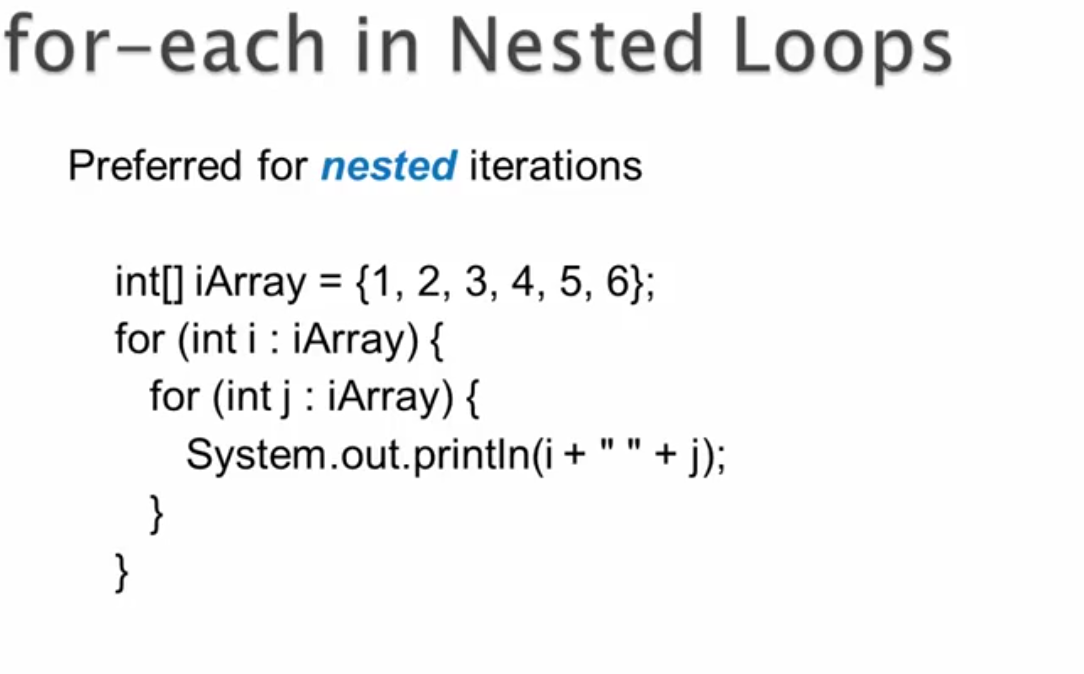 for-each in Nested Loops
Preferred for nested iterations
int[] iArray = {1, 2, 3, 4, 5, 6};
for (int i : iArray) {
for (int j : iArray) {
System.out.println(i + " " + j);
}
}